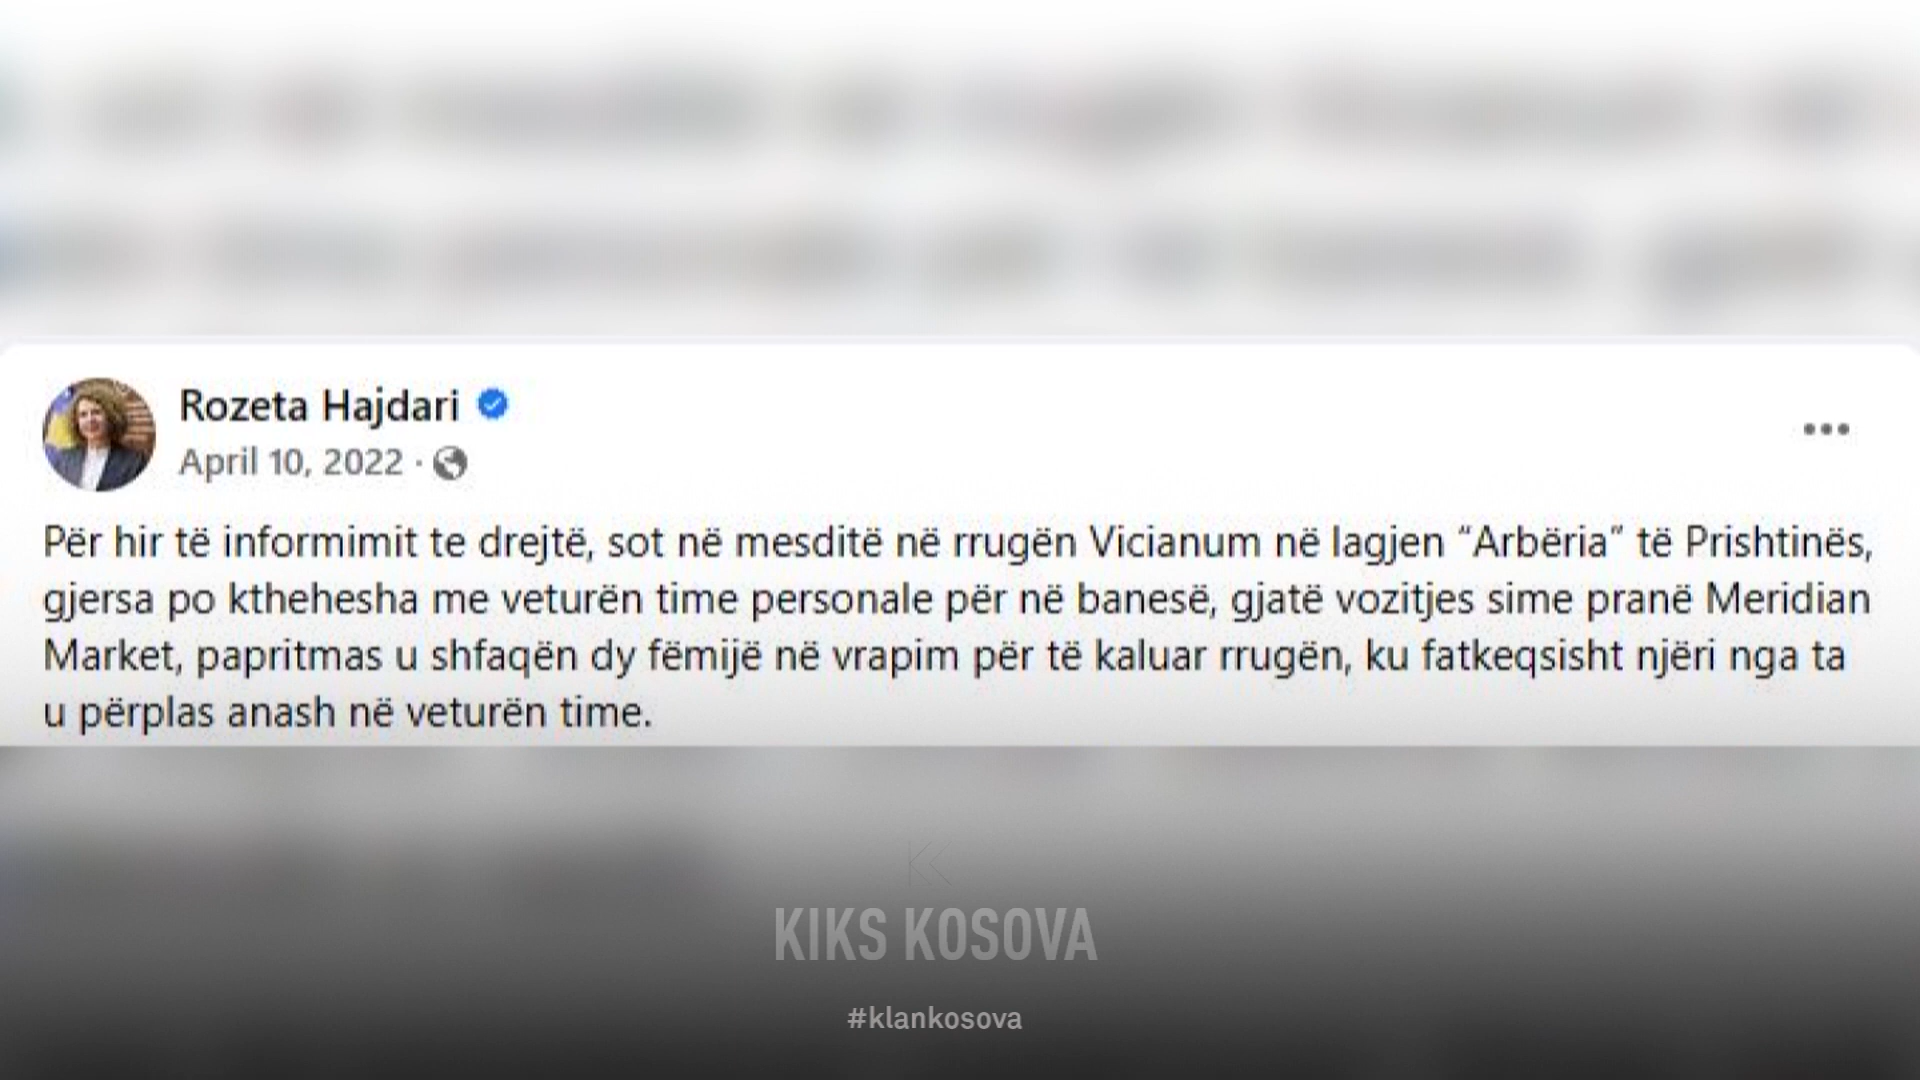 Rozeta Hajdari
April 10, 2022 ·
Për hir të informimit te drejtë, sot në mesditë në rrugën Vicianum në lagjen “Arbëria” të Prishtinës,
gjersa po kthehesha me veturën time personale për në banesë, gjatë vozitjes sime pranë Meridian
Market, papritmas u shfaqën dy fëmijë në vrapim për të kaluar rrugën, ku fatkeqsisht njëri nga ta
u përplas anash në veturën time.
KIKS KOSOVA
#klankosova